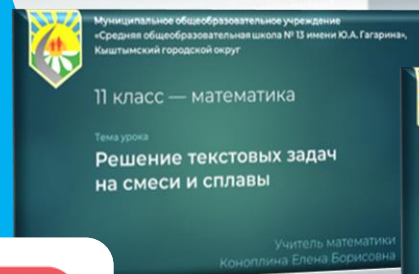 Муниципальное общеобразовательное учреждение
«Средняя общеобразовательная школа № 13 имени Ю.А. Гагарина»,
Кыштымский городской округ
11 класс — математика
Тема урока
Решение текстовых задач
на смеси и сплавы
Учитель математики
Коноплина Елена Борисовна